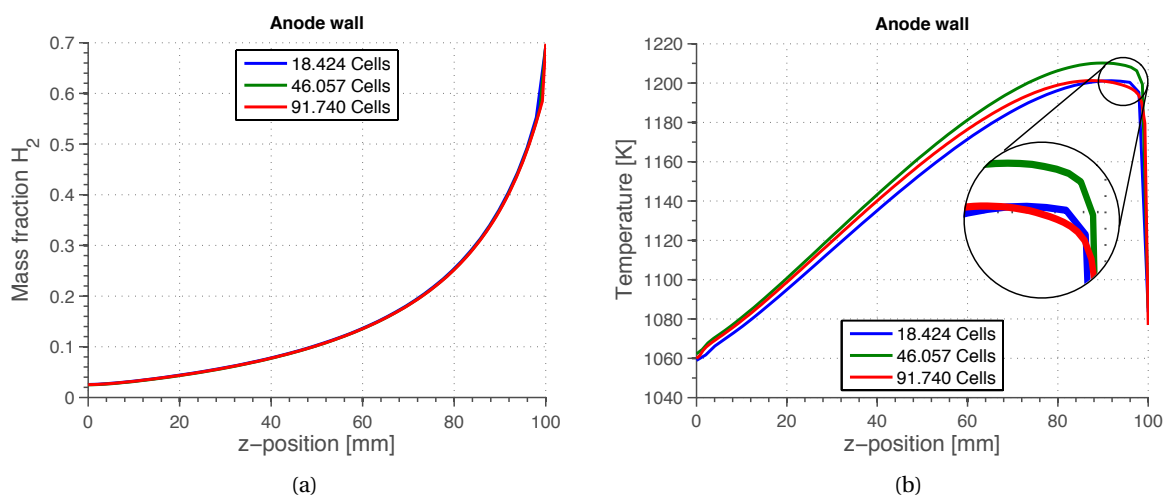 Anode wall
0.7
0.6
0.5
0.4
0.3
0.2
0.1
0
Mass fraction H2
18.424 Cells
46.057 Cells
91.740 Cells
0 20 40 60 80 100
z-position [mm]
(a)
Anode wall
1220
1200
1180
1160
1140
1120
1100
1080
1060
1040
Temperature [K]
18.424 Cells
46.057 Cells
91.740 Cells
0 20 40 60 80 100
z-position [mm]
(b)